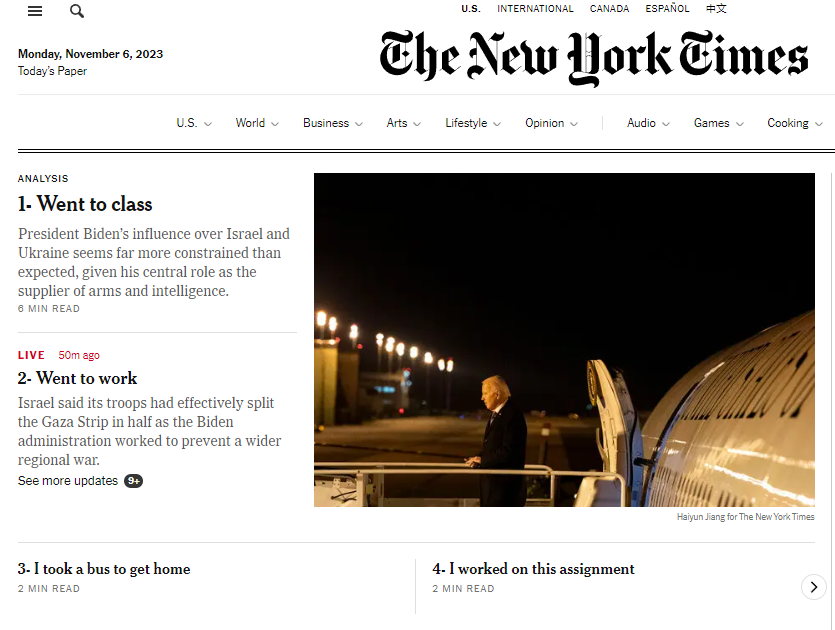 U.S. INTERNATIONAL CANADA ESPAÑOL 中文
Monday, November 6, 2023
Today's Paper
The New York Times
U.S. World Business Arts Lifestyle Opinion Audio Games Cooking
ANALYSIS
1- Went to class
President Biden's influence over Israel and
Ukraine seems far more constrained than
expected, given his central role as the
supplier of arms and intelligence.
6 MIN READ
LIVE 50m ago
2- Went to work
Israel said its troops had effectively split
the Gaza Strip in half as the Biden
administration worked to prevent a wider
regional war.
See more updates 9+
Haiyun Jiang for The New York Times
3- I took a bus to get home
2 MIN READ
4- I worked on this assignment
2 MIN READ